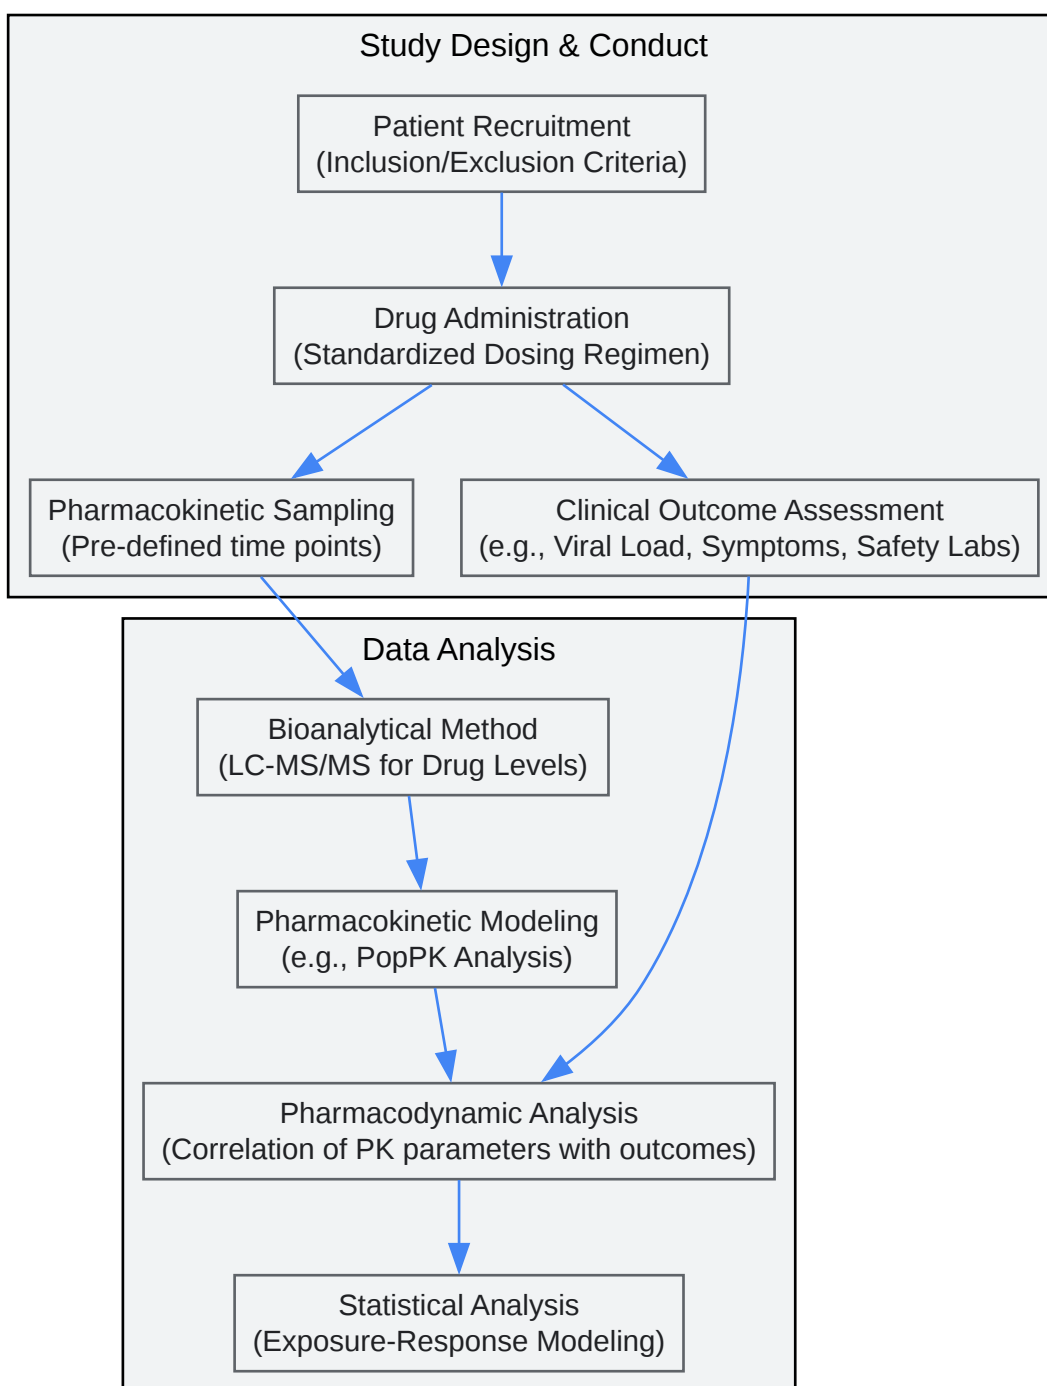 Study Design & Conduct
Patient Recruitment
(Inclusion/Exclusion Criteria)
Drug Administration
(Standardized Dosing Regimen)
Pharmacokinetic Sampling
(Pre-defined time points)
Clinical Outcome Assessment
(e.g., Viral Load, Symptoms, Safety Labs)
Data Analysis
Bioanalytical Method
(LC-MS/MS for Drug Levels)
Pharmacokinetic Modeling
(e.g., PopPK Analysis)
Pharmacodynamic Analysis
(Correlation of PK parameters with outcomes)
Statistical Analysis
(Exposure-Response Modeling)